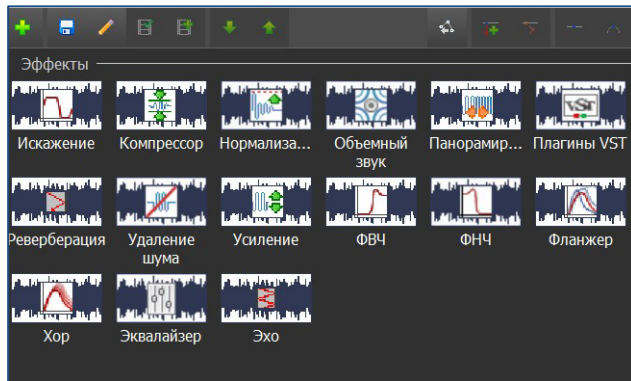 Эффекты
Искажение Компрессор Нормализа... Объемный звук Панорамир... Плагины VST
VST
Реверберация Удаление шума Усиление ФВЧ ФНЧ Фланжер
Хор Эквалайзер Эхо